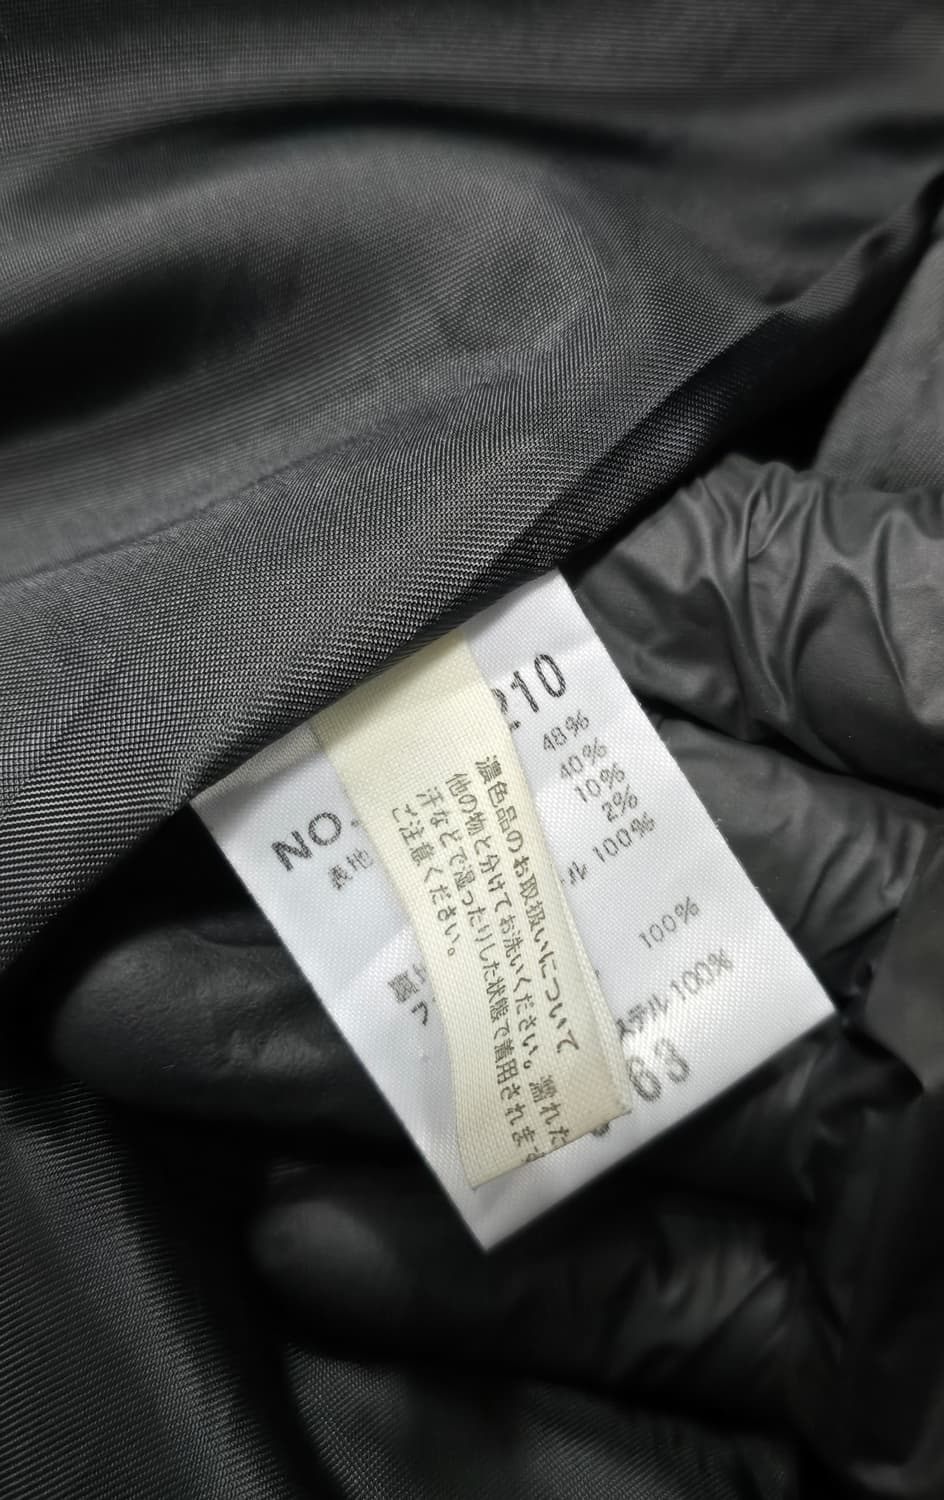 NO.
210
表地
48%
40%
10%
2%
ル 100%
100%
ステル 100%
63
濃色品のお取扱いについて
他の物と分けてお洗いください。濡れた
汗などで湿ったりした状態で着用されます
ご注意ください。